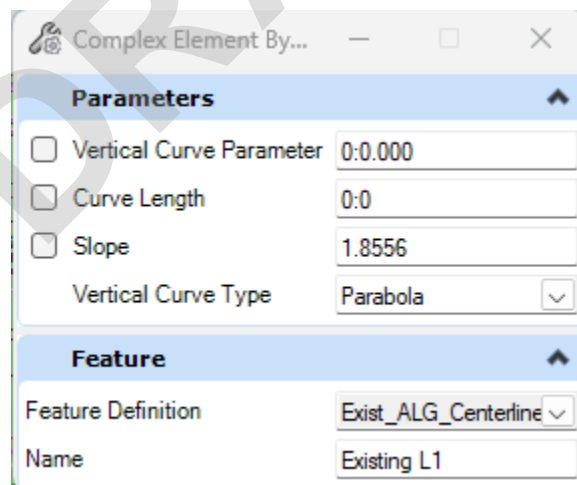 Complex Element By...
Parameters
Vertical Curve Parameter 0:0.000
Curve Length 0:0
Slope 1.8556
Vertical Curve Type Parabola
Feature
Feature Definition Exist_ALG_Centerline
Name Existing L1